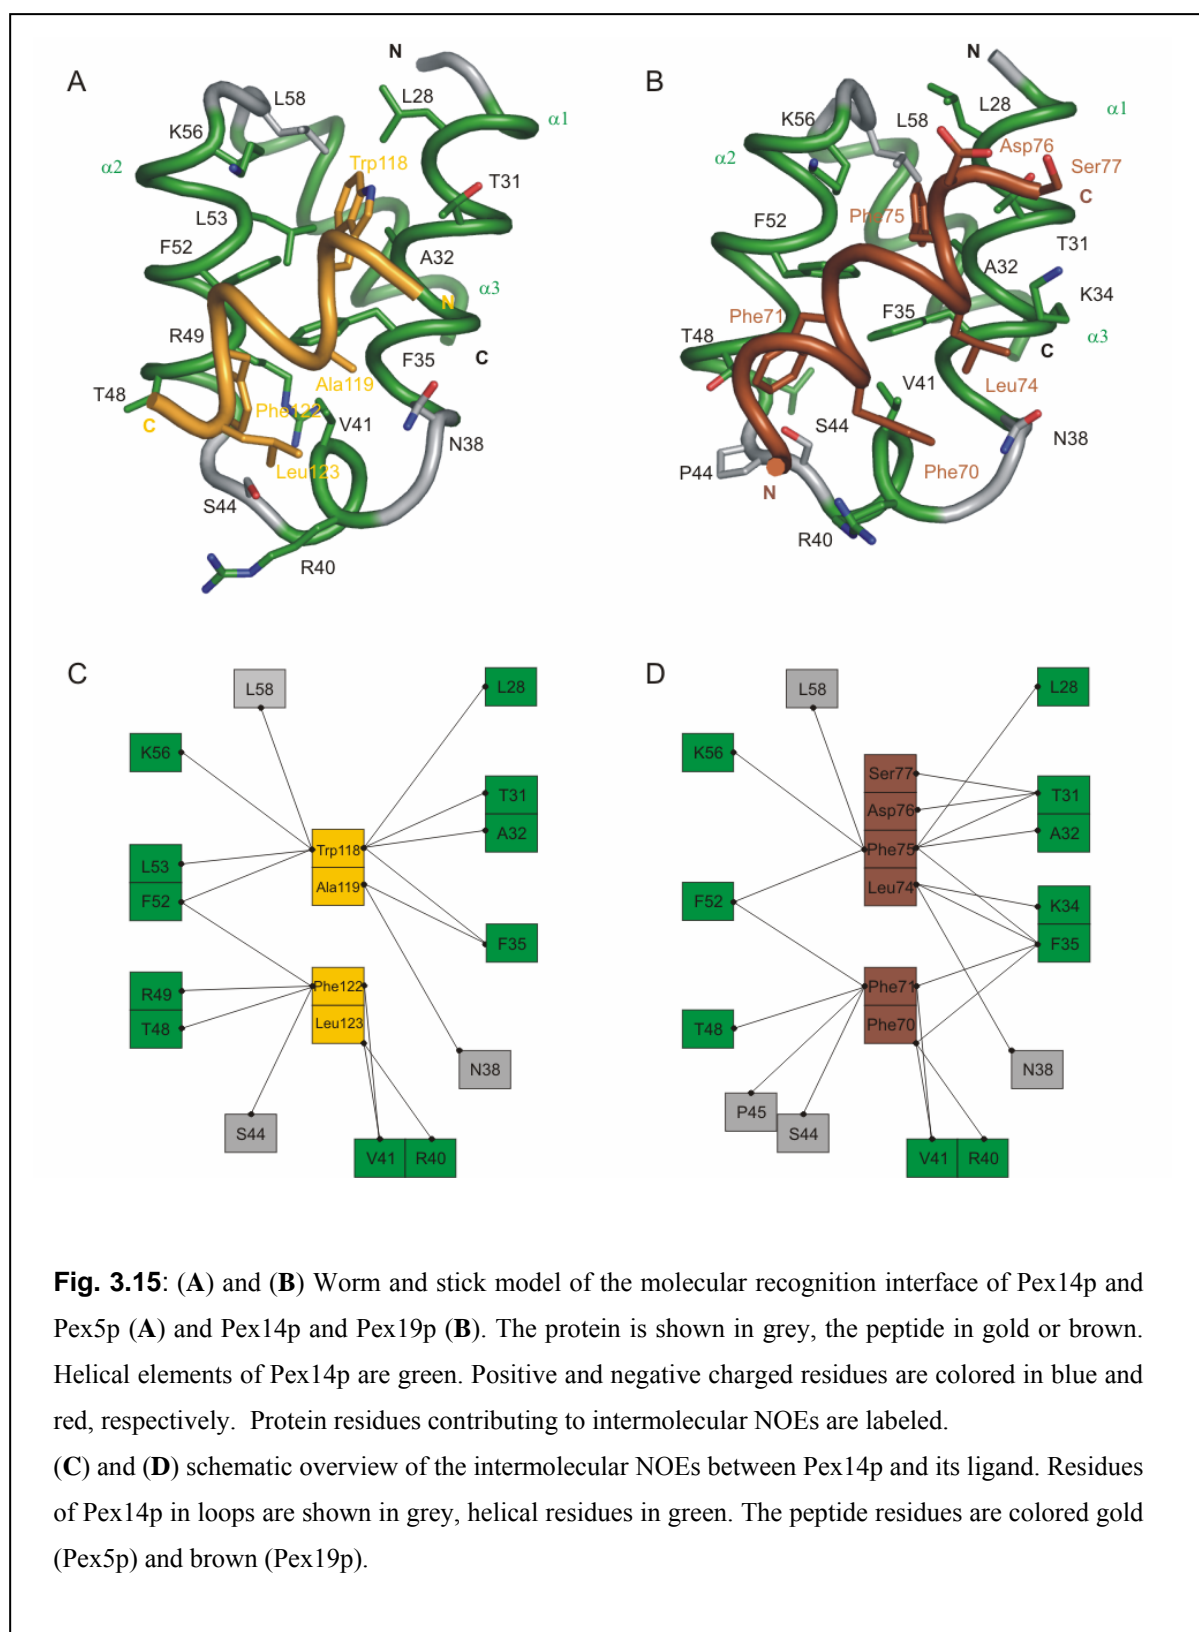 A
N
L58
L28
K56
α1
α2
Trp118
T31
L53
F52
A32
α3
N
R49
F35
C
Ala119
T48
Phe122
C
V41
N38
Leu123
S44
R40
B
N
K56
L58
L28
α1
α2
Asp76
Ser77
C
Phe75
F52
T31
A32
K34
Phe71
F35
T48
C
α3
Leu74
V41
S44
N38
P44
N
Phe70
R40
C
L58
L28
K56
T31
A32
Trp118
L53
Ala119
F52
F35
Phe122
R49
Leu123
T48
N38
S44
V41
R40
D
L58
L28
K56
Ser77
Asp76
T31
Phe75
A32
Leu74
F52
K34
F35
Phe71
T48
Phe70
N38
P45
S44
V41
R40
Fig. 3.15: (A) and (B) Worm and stick model of the molecular recognition interface of Pex14p and
Pex5p (A) and Pex14p and Pex19p (B). The protein is shown in grey, the peptide in gold or brown.
Helical elements of Pex14p are green. Positive and negative charged residues are colored in blue and
red, respectively. Protein residues contributing to intermolecular NOEs are labeled.
(C) and (D) schematic overview of the intermolecular NOEs between Pex14p and its ligand. Residues
of Pex14p in loops are shown in grey, helical residues in green. The peptide residues are colored gold
(Pex5p) and brown (Pex19p).